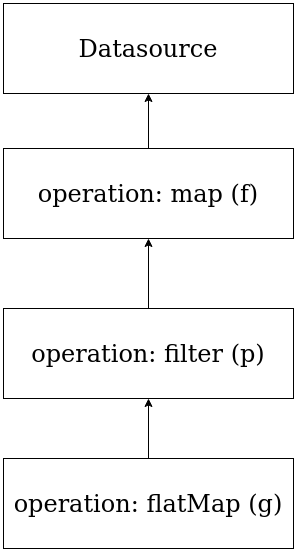 Datasource
operation: map (f)
operation: filter (p)
operation: flatMap (g)